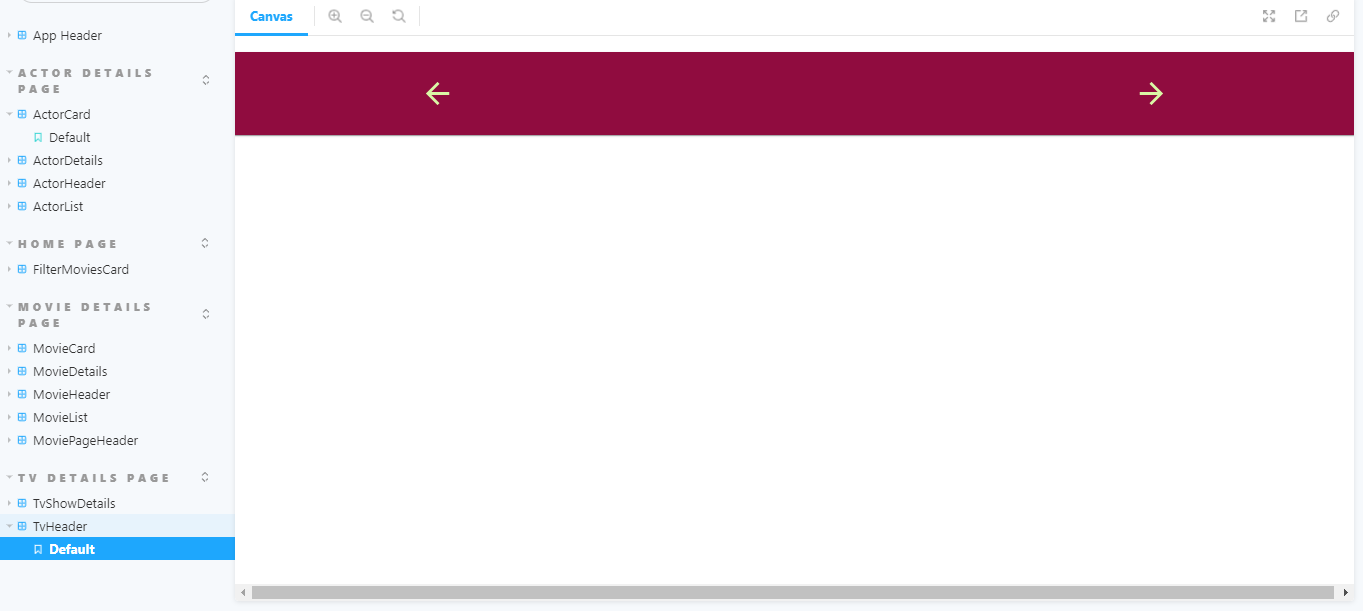 Canvas
App Header
ACTOR DETAILS
PAGE
ActorCard
Default
ActorDetails
ActorHeader
ActorList
HOME PAGE
FilterMoviesCard
MOVIE DETAILS
PAGE
MovieCard
MovieDetails
MovieHeader
MovieList
MoviePageHeader
TV DETAILS PAGE
TvShowDetails
TvHeader
Default